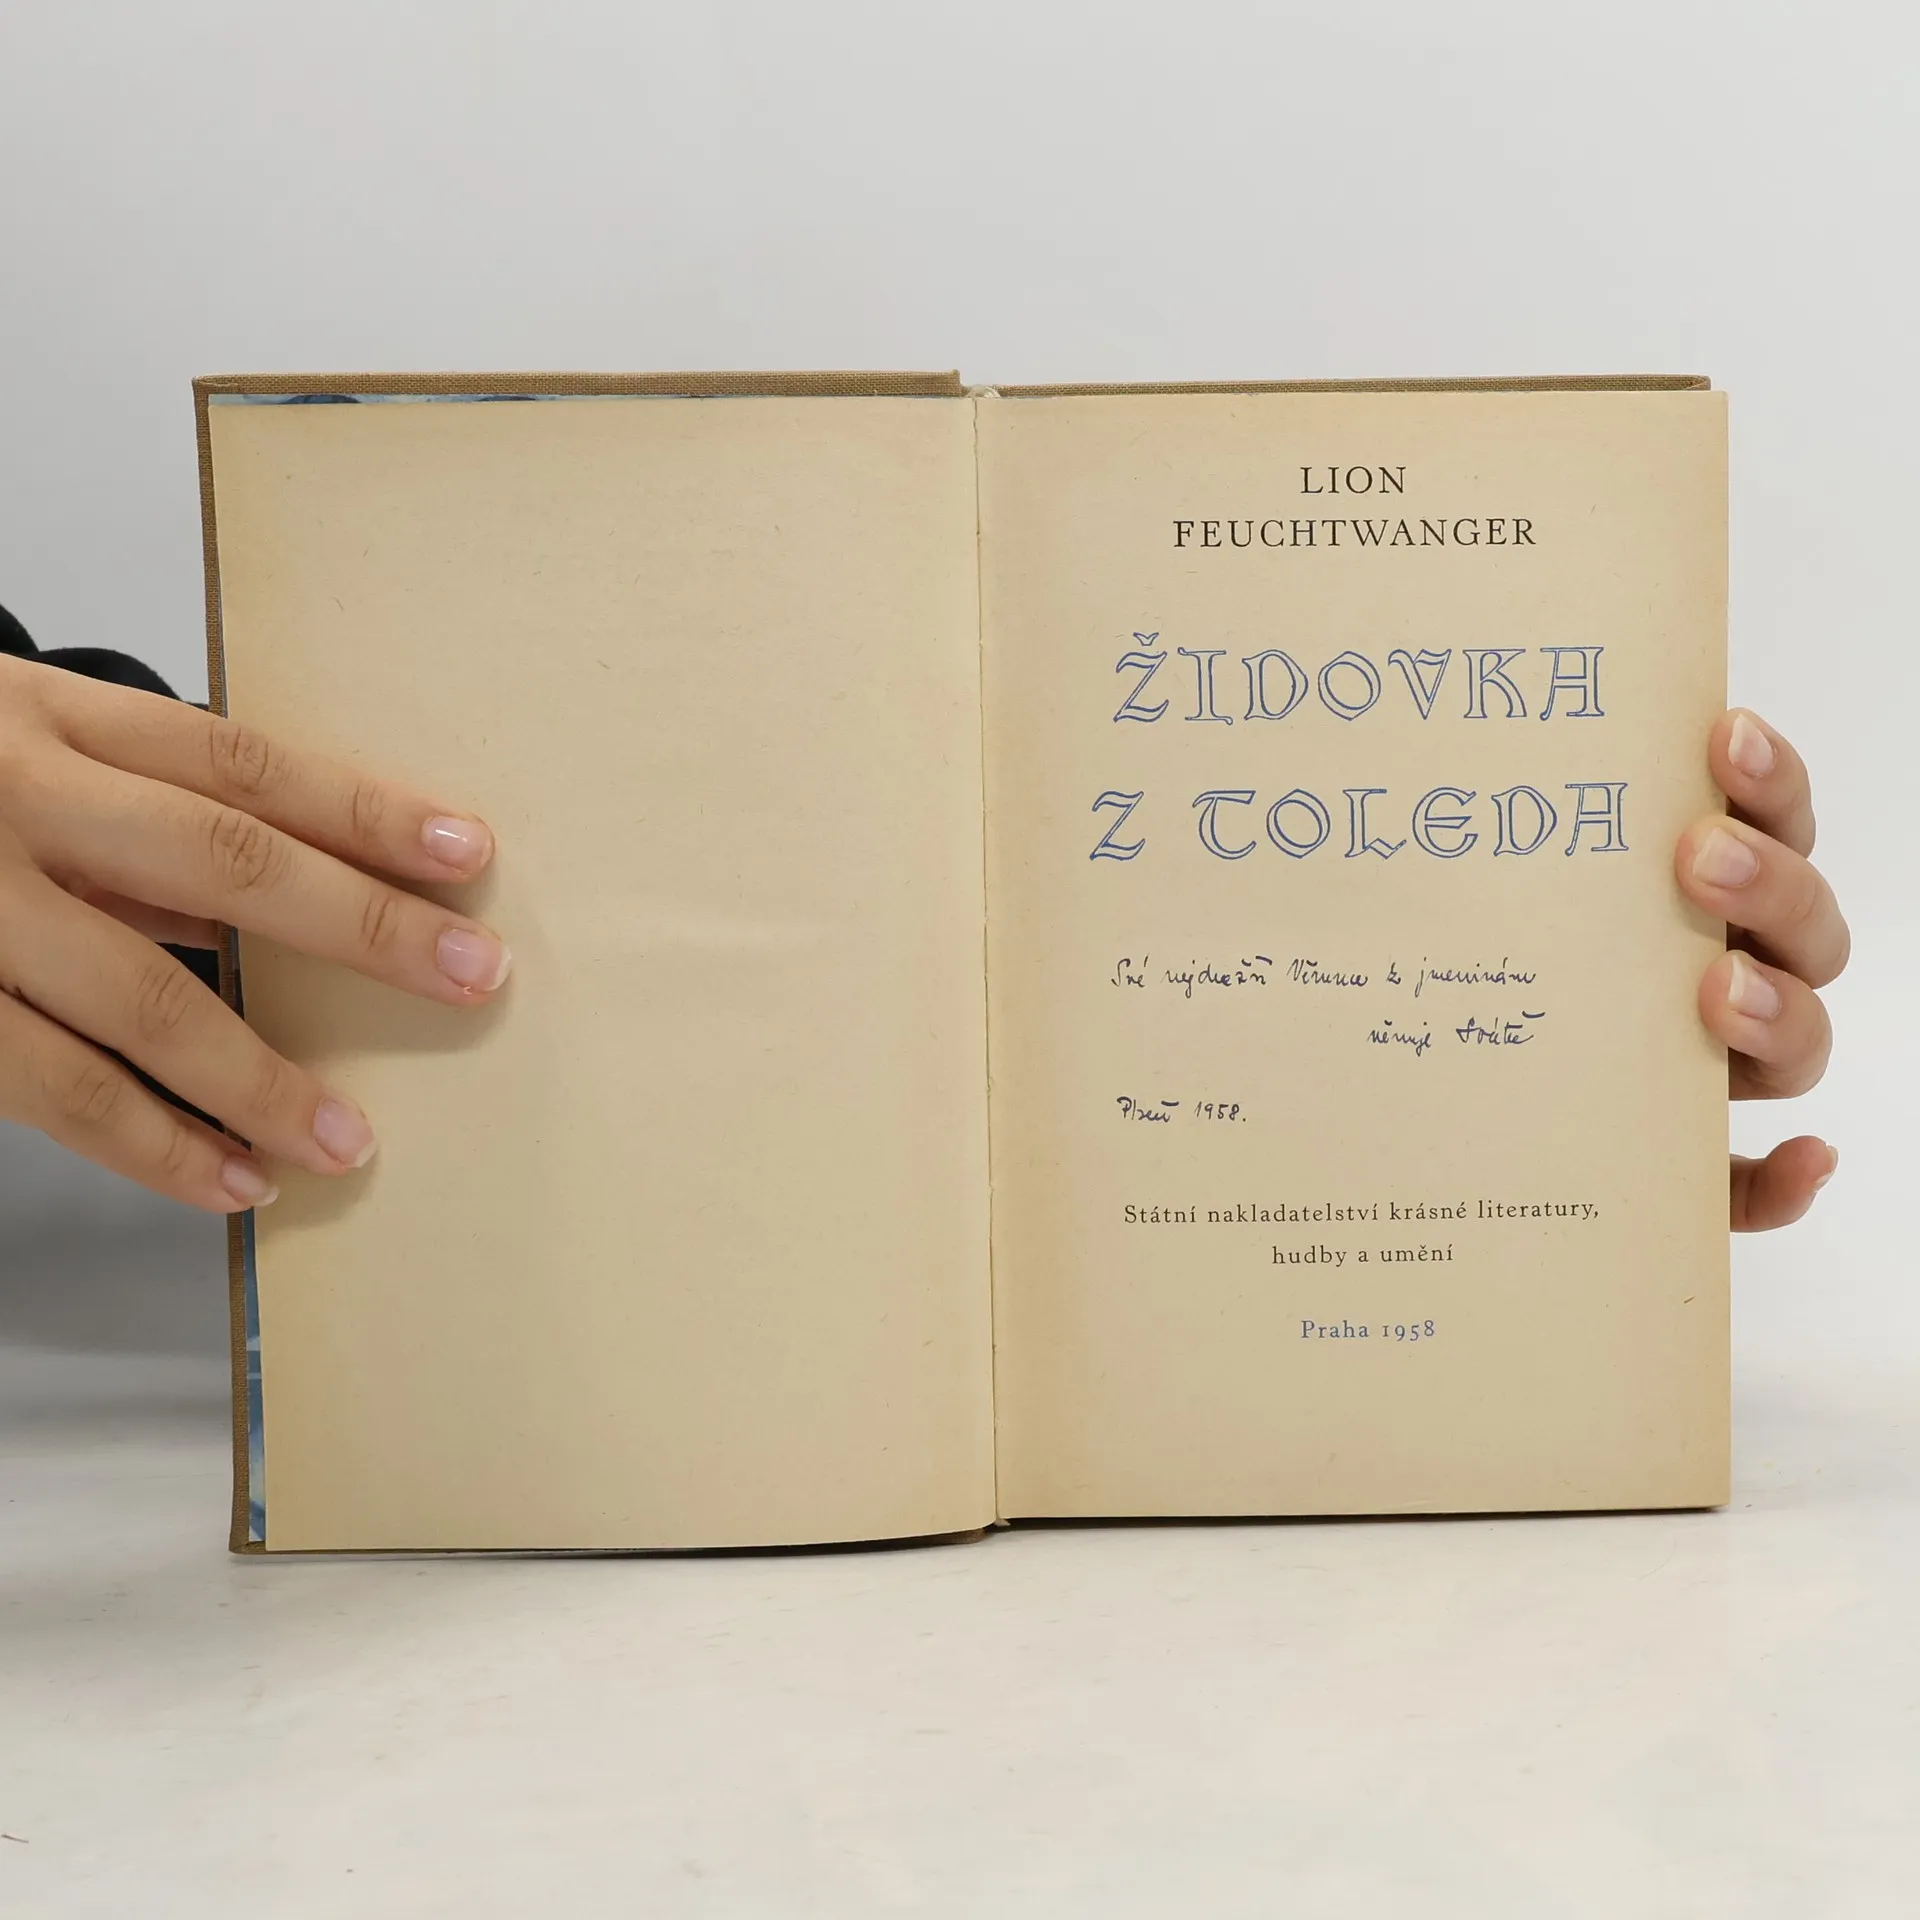 LION
FEUCHTWANGER
ŽIDOVKA
Z TOLEDA
Své nejdražší Věrunce k jmeninám
věnuje
Plzeň 1958.
Státní nakladatelství krásné literatury,
hudby a umění
Praha 1958